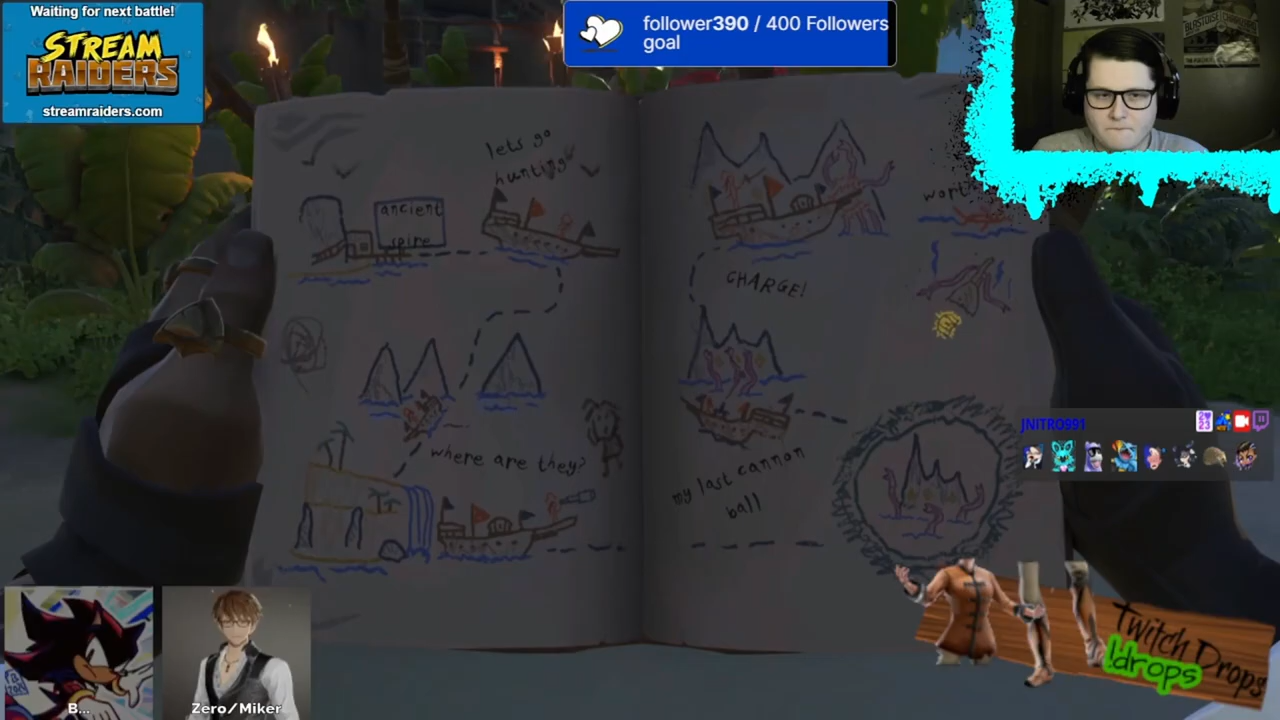 Waiting for next battle!
STREAM
RAIDERS
streamraiders.com
follower390 / 400 Followers
goal
lets go
hunting
ancient
spire
where are they?
CHARGE!
my last cannon
ball
JNITRO991
Twitch Drops
!drops
B...
Zero/Miker